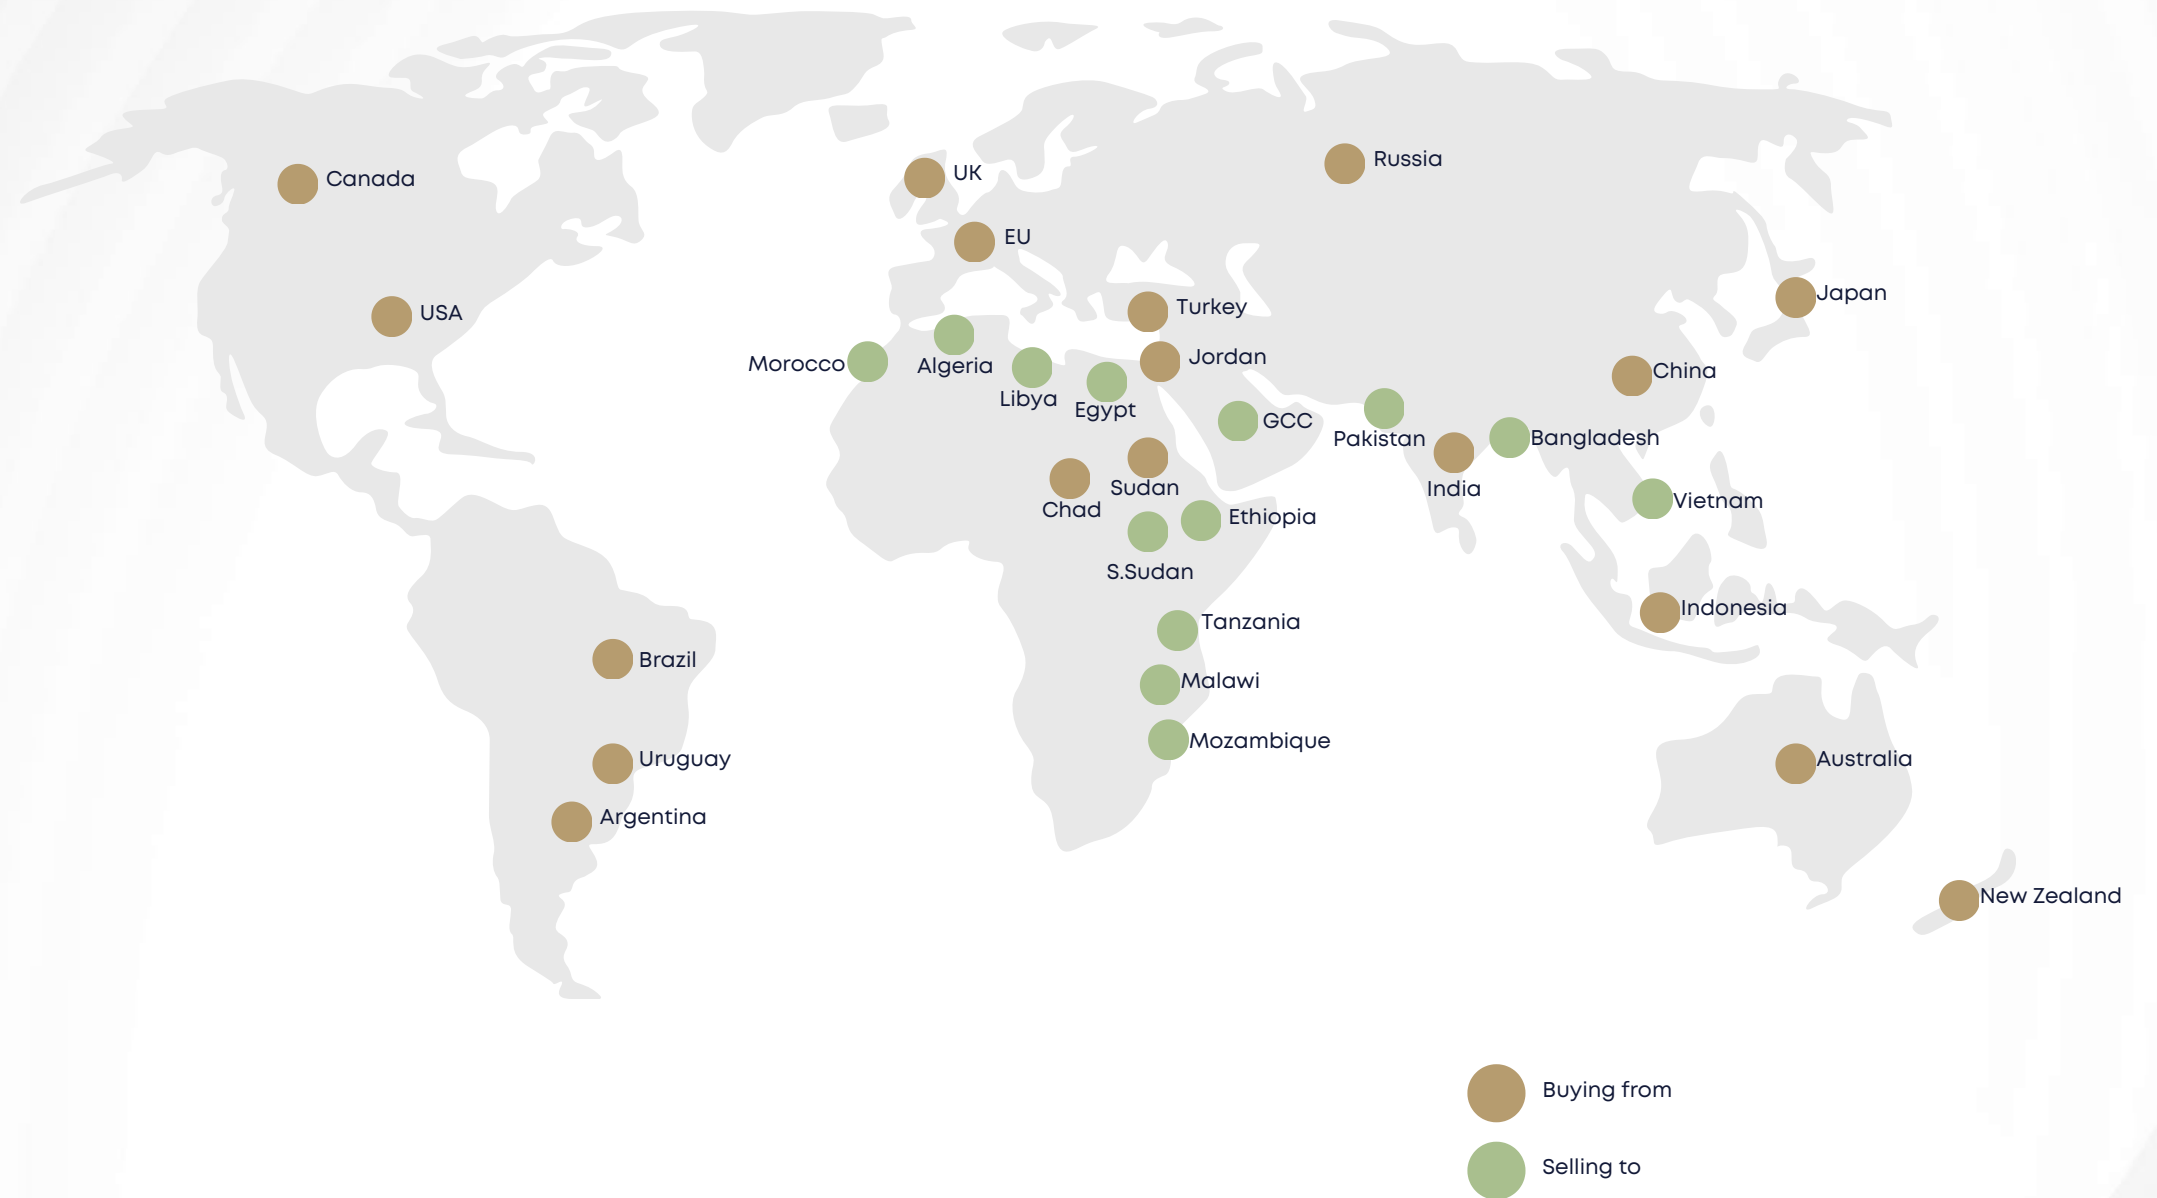 Canada
UK
Russia
EU
USA
Turkey
Japan
Morocco
Algeria
Jordan
China
Libya
Egypt
GCC
Pakistan
Bangladesh
Sudan
India
Chad
Vietnam
Ethiopia
S.Sudan
Tanzania
Indonesia
Brazil
Malawi
Mozambique
Uruguay
Australia
Argentina
New Zealand
Buying from
Selling to